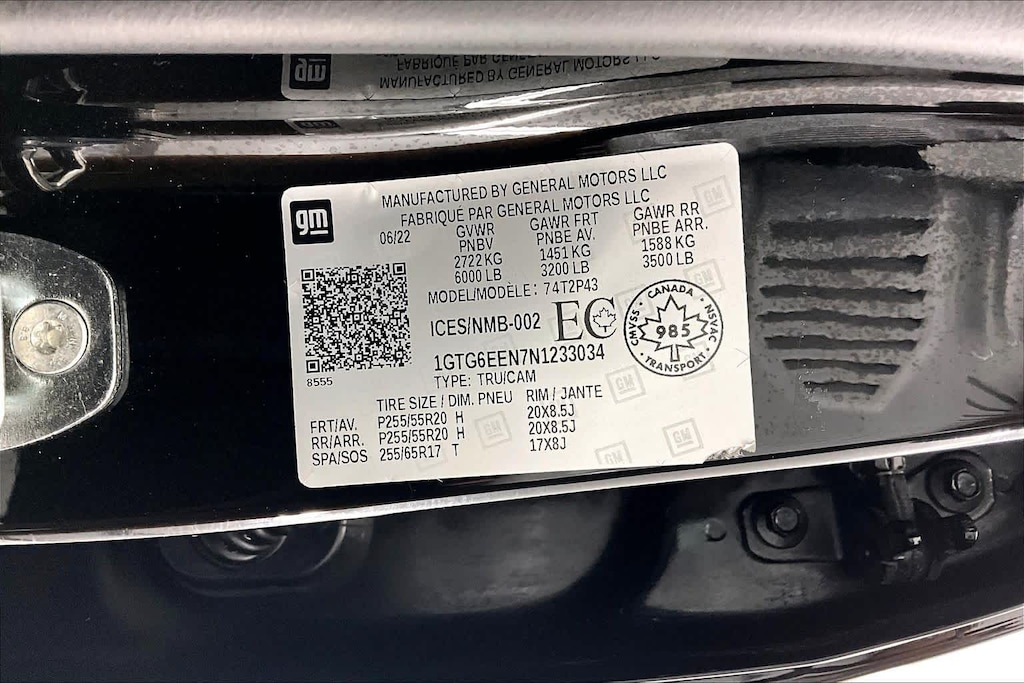 MANUFACTURED BY GENERAL MOTORS LLC
FABRIQUÉ PAR GENERAL MOTORS LLC
gm
06/22
GVWR GAWR FRT GAWR RR
PNBV PNBE AV. PNBE ARR.
2722 KG 1451 KG 1588 KG
6000 LB 3200 LB 3500 LB
MODEL/MODÈLE: 74T2P43
ICES/NMB-002 EC
CANADA
CMVSS 985 NSVAC
TRANSPORT
1GTG6EEN7N1233034
8555
TYPE: TRU/CAM
TIRE SIZE / DIM. PNEU RIM / JANTE
FRT/AV. P255/55R20 H 20X8.5J
RR/ARR. P255/55R20 H 20X8.5J
SPA/SOS 255/65R17 T 17X8J